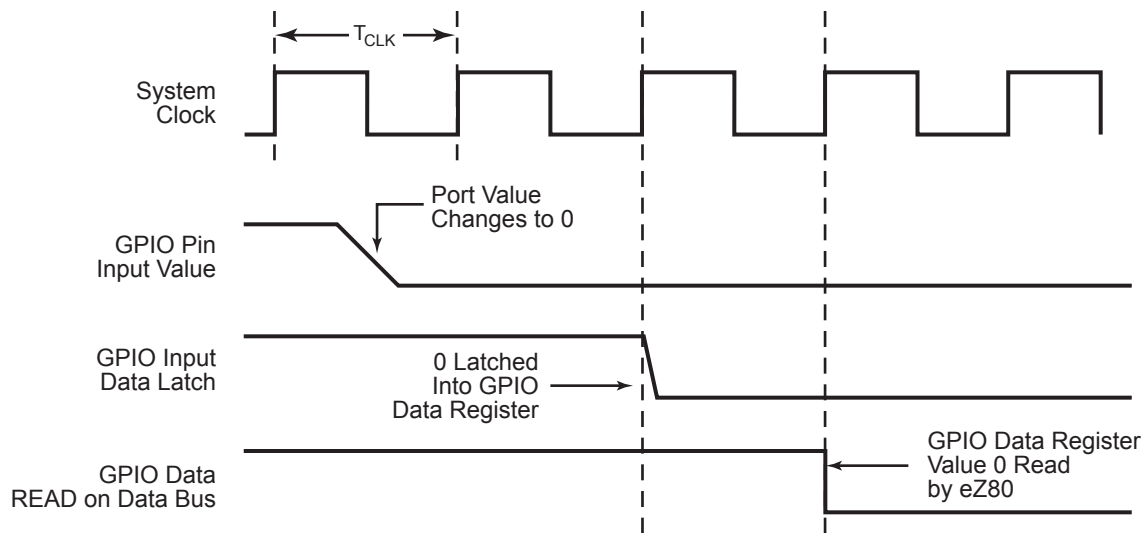 T_CLK
System
Clock
Port Value
Changes to 0
GPIO Pin
Input Value
GPIO Input
Data Latch
0 Latched
Into GPIO
Data Register
GPIO Data
READ on Data Bus
GPIO Data Register
Value 0 Read
by eZ80